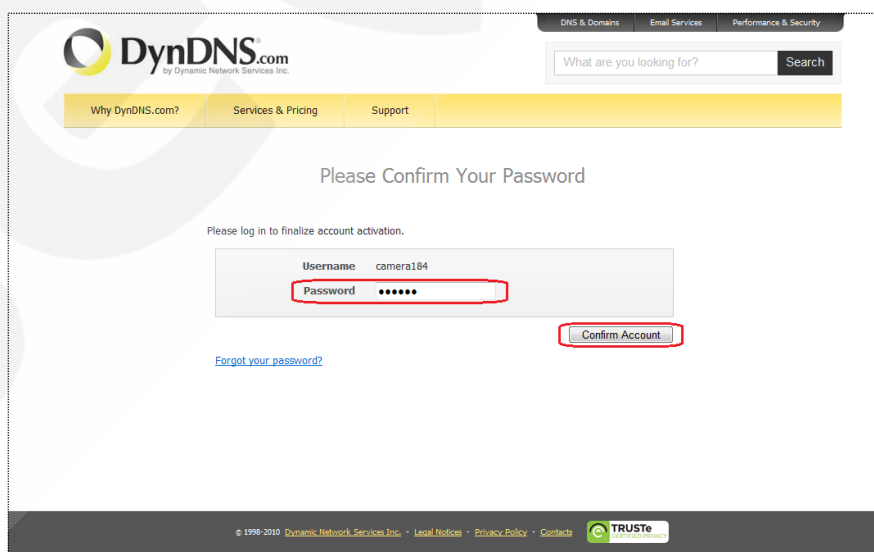 DNS & Domains Email Services Performance & Security
DynDNS.com
by Dynamic Network Services Inc.
What are you looking for? Search
Why DynDNS.com? Services & Pricing Support
Please Confirm Your Password
Please log in to finalize account activation.
Username camera184
Password ••••••
Confirm Account
Forgot your password?
© 1998-2010 Dynamic Network Services Inc. - Legal Notices - Privacy Policy - Contacts
TRUSTe
CERTIFIED PRIVACY